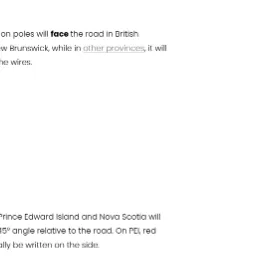 on poles will face the road in British
w Brunswick, while in other provinces, it will
he wires.
Prince Edward Island and Nova Scotia will
45° angle relative to the road. On PEI, red
ally be written on the side.